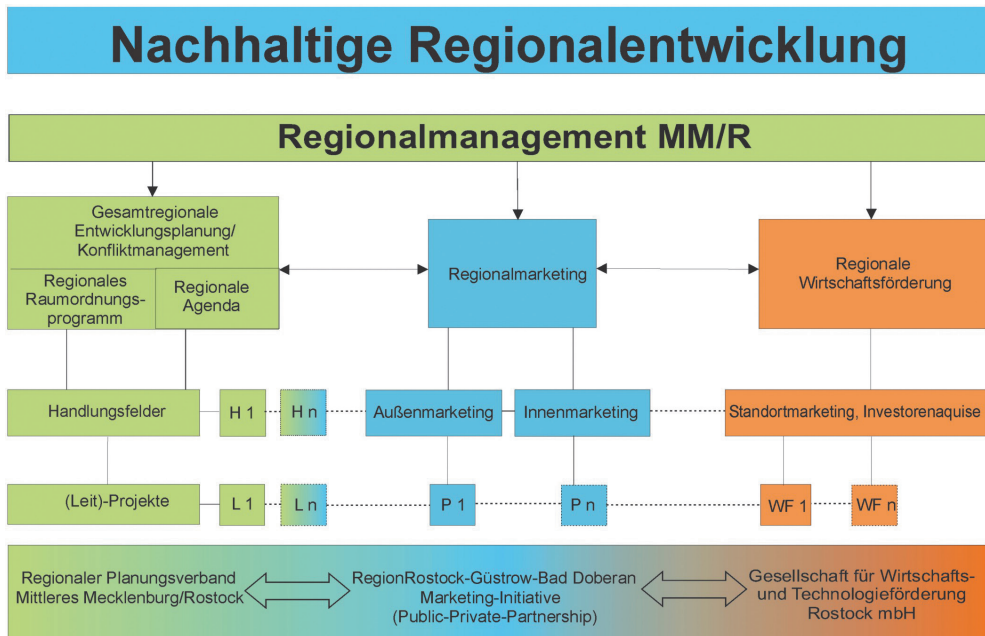 Nachhaltige Regionalentwicklung
Regionalmanagement MM/R
Gesamtregionale
Entwicklungsplanung/
Konfliktmanagement
Regionales
Raumordnungs-
programm
Regionale
Agenda
Regionalmarketing
Regionale
Wirtschaftsförderung
Handlungsfelder
H 1
H n
Außenmarketing
Innenmarketing
Standortmarketing, Investorenaquise
(Leit)-Projekte
L 1
L n
P 1
P n
WF 1
WF n
Regionaler Planungsverband
Mittleres Mecklenburg/Rostock
RegionRostock-Güstrow-Bad Doberan
Marketing-Initiative
(Public-Private-Partnership)
Gesellschaft für Wirtschafts-
und Technologieförderung
Rostock mbH